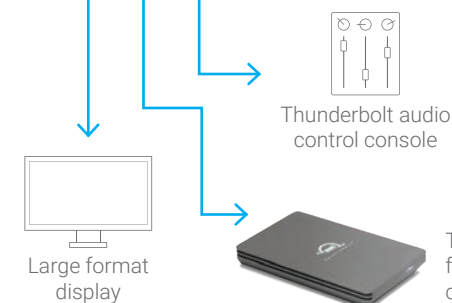 Thunderbolt audio
control console
Large format
display